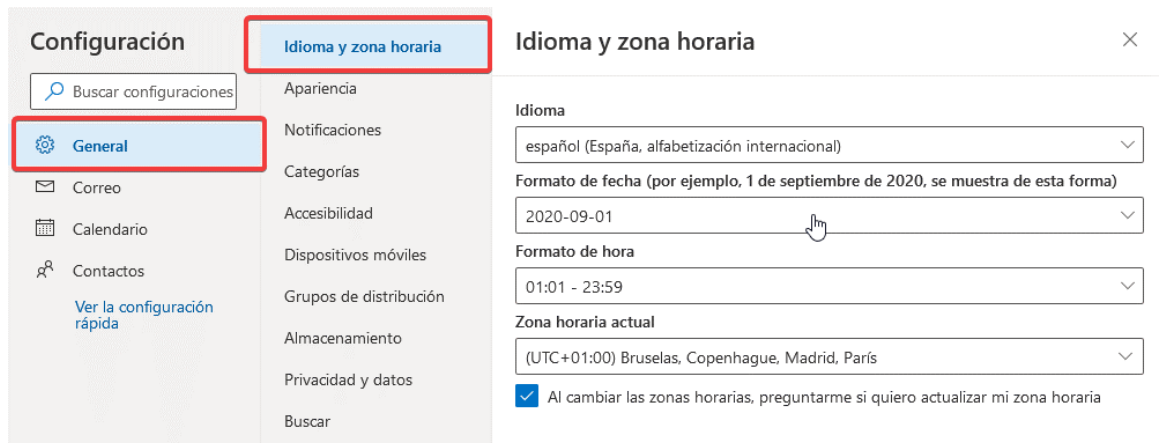 Configuración
Buscar configuraciones
General
Correo
Calendario
Contactos
Ver la configuración
rápida
Idioma y zona horaria
Apariencia
Notificaciones
Categorías
Accesibilidad
Dispositivos móviles
Grupos de distribución
Almacenamiento
Privacidad y datos
Buscar
Idioma y zona horaria
Idioma
español (España, alfabetización internacional)
Formato de fecha (por ejemplo, 1 de septiembre de 2020, se muestra de esta forma)
2020-09-01
Formato de hora
01:01 - 23:59
Zona horaria actual
(UTC+01:00) Bruselas, Copenhague, Madrid, París
Al cambiar las zonas horarias, preguntarme si quiero actualizar mi zona horaria